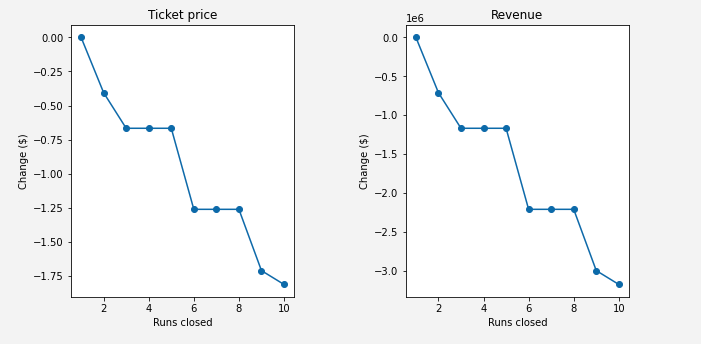 Ticket price
0.00
−0.25
−0.50
−0.75
−1.00
−1.25
−1.50
−1.75
Change ($)
2 4 6 8 10
Runs closed
Revenue
1e6
0.0
−0.5
−1.0
−1.5
−2.0
−2.5
−3.0
Change ($)
2 4 6 8 10
Runs closed